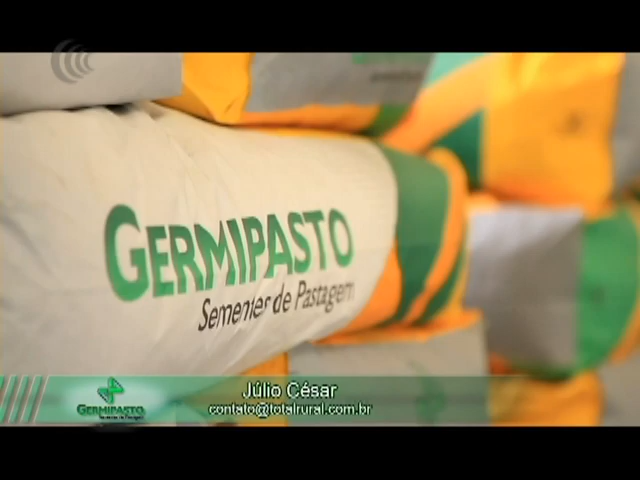 GERMIPASTO
Sementes de Pastagem
GERMIPASTO
Júlio César
contato@totalrural.com.br